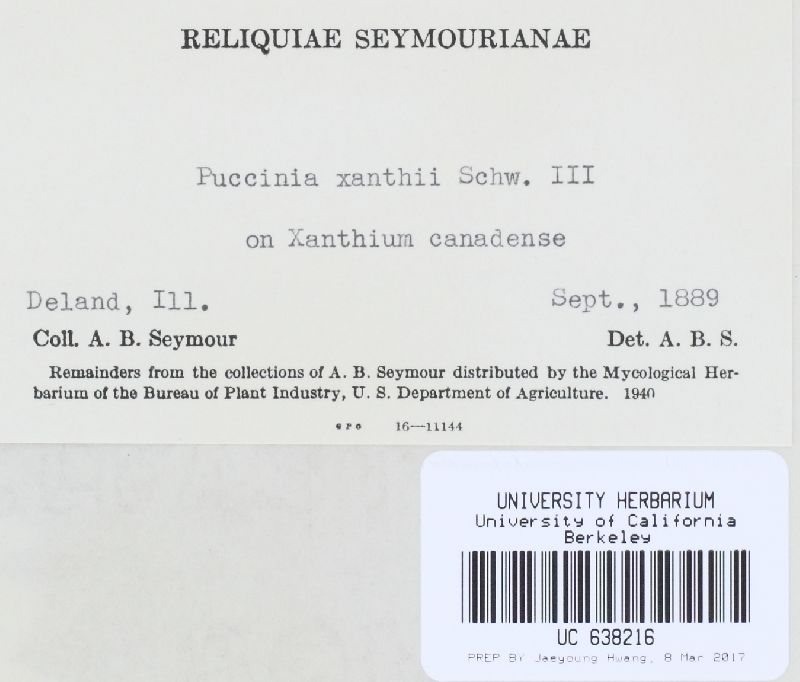 RELIQUIAE SEYMOURIANAE
Puccinia xanthii Schw. III
on Xanthium canadense
Deland, Ill. Sept., 1889
Coll. A. B. Seymour Det. A. B. S.
Remainders from the collections of A. B. Seymour distributed by the Mycological Her-
barium of the Bureau of Plant Industry, U. S. Department of Agriculture. 1940
GPO 16—11144
UNIVERSITY HERBARIUM
University of California
Berkeley
UC 638216
PREP BY Jaeyoung Hwang, 8 Mar 2017